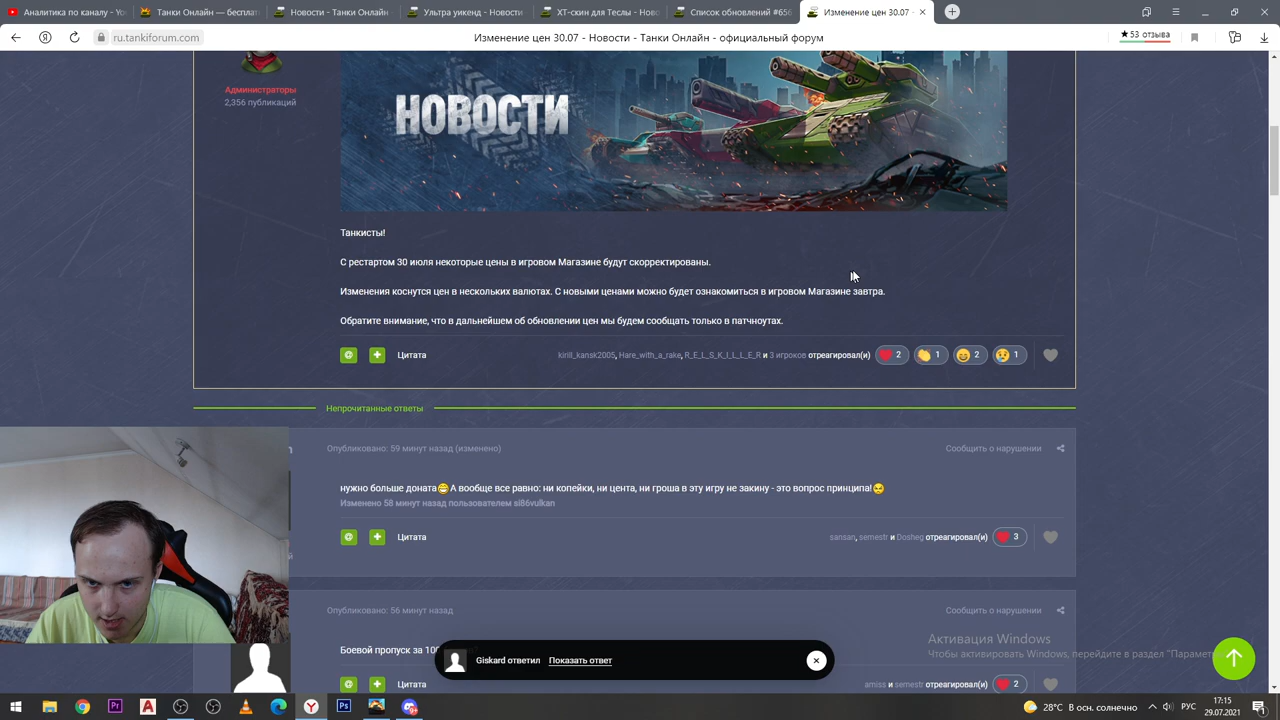 Аналитика по каналу - Yo
Танки Онлайн — бесплат
Новости - Танки Онлайн
Ультра уикенд - Новости
ХТ-скин для Теслы - Ново
Список обновлений #656
Изменение цен 30.07 -
ru.tankiforum.com
Изменение цен 30.07 - Новости - Танки Онлайн - официальный форум
★53 отзыва
Администраторы
2,356 публикаций
НОВОСТИ
Танкисты!
С рестартом 30 июля некоторые цены в игровом Магазине будут скорректированы.
Изменения коснутся цен в нескольких валютах. С новыми ценами можно будет ознакомиться в игровом Магазине завтра.
Обратите внимание, что в дальнейшем об обновлении цен мы будем сообщать только в патчноутах.
@ + Цитата
kirill_kansk2005, Hare_with_a_rake, R_E_L_S_K_I_L_L_E_R и 3 игроков отреагировал(и) 2 1 2 1
Непрочитанные ответы
Опубликовано: 59 минут назад (изменено)
Сообщить о нарушении
нужно больше доната А вообще все равно: ни копейки, ни цента, ни гроша в эту игру не закину - это вопрос принципа!
Изменено 58 минут назад пользователем si86vulkan
@ + Цитата
sansan, semestr и Dosheg отреагировал(и) 3
Опубликовано: 56 минут назад
Сообщить о нарушении
Боевой пропуск за
Giskard ответил Показать ответ
Активация Windows
Чтобы активировать Windows, перейдите в раздел "Парамет
@ + Цитата
amiss и semestr отреагировал(и) 2
28°C В осн. солнечно
РУС
17:15
29.07.2021